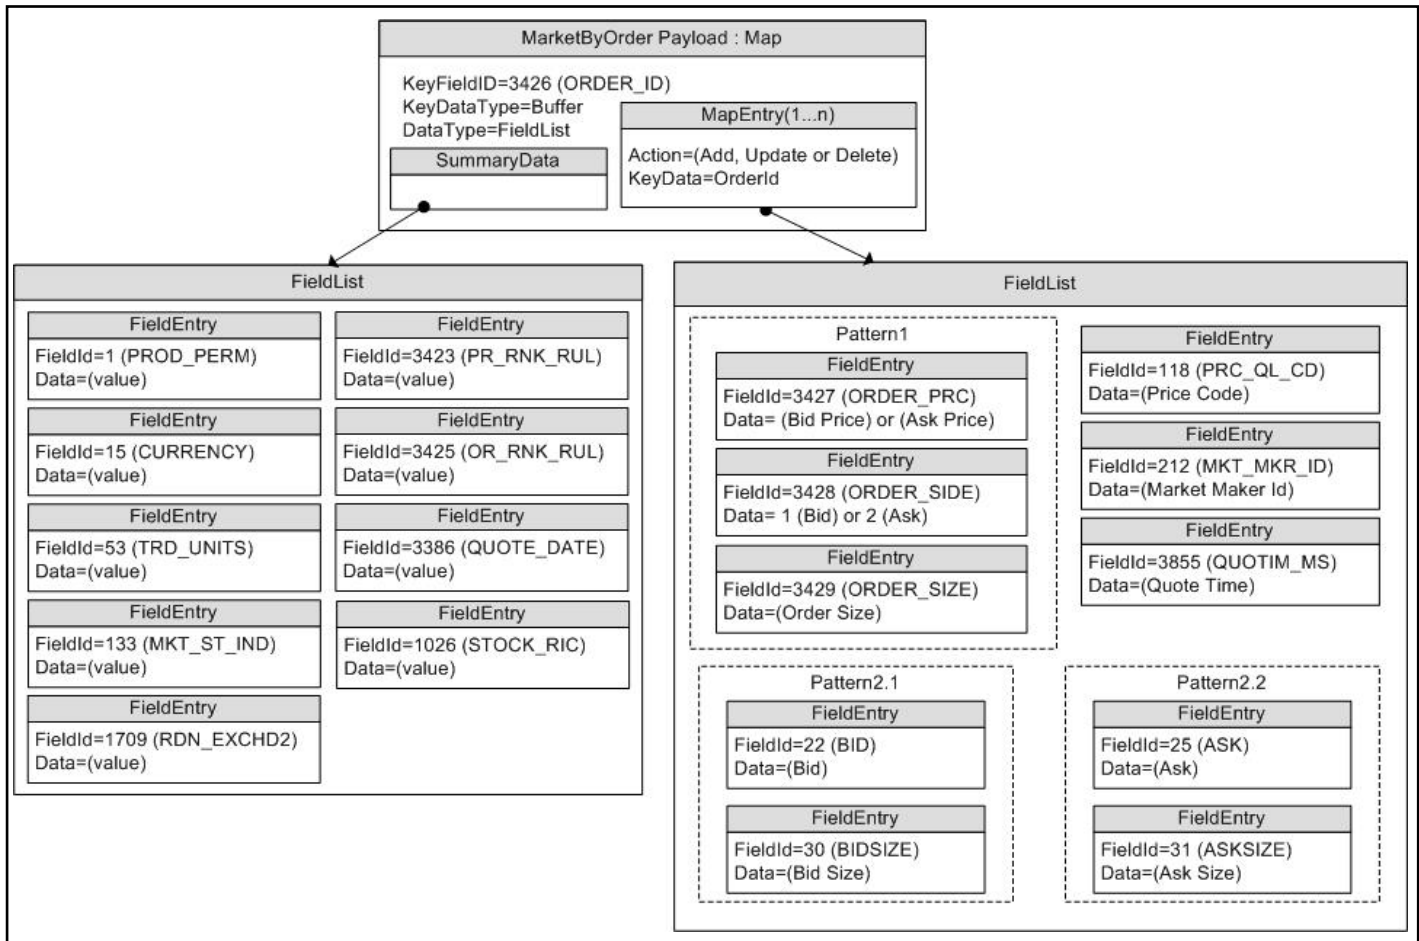 MarketByOrder Payload : Map
KeyFieldID=3426 (ORDER_ID)
KeyDataType=Buffer
DataType=FieldList
SummaryData
MapEntry(1...n)
Action=(Add, Update or Delete)
KeyData=OrderId
FieldList
FieldEntry
FieldId=1 (PROD_PERM)
Data=(value)
FieldEntry
FieldId=3423 (PR_RNK_RUL)
Data=(value)
FieldEntry
FieldId=15 (CURRENCY)
Data=(value)
FieldEntry
FieldId=3425 (OR_RNK_RUL)
Data=(value)
FieldEntry
FieldId=53 (TRD_UNITS)
Data=(value)
FieldEntry
FieldId=3386 (QUOTE_DATE)
Data=(value)
FieldEntry
FieldId=133 (MKT_ST_IND)
Data=(value)
FieldEntry
FieldId=1026 (STOCK_RIC)
Data=(value)
FieldEntry
FieldId=1709 (RDN_EXCHD2)
Data=(value)
FieldList
Pattern1
FieldEntry
FieldId=3427 (ORDER_PRC)
Data= (Bid Price) or (Ask Price)
FieldEntry
FieldId=3428 (ORDER_SIDE)
Data= 1 (Bid) or 2 (Ask)
FieldEntry
FieldId=3429 (ORDER_SIZE)
Data=(Order Size)
FieldEntry
FieldId=118 (PRC_QL_CD)
Data=(Price Code)
FieldEntry
FieldId=212 (MKT_MKR_ID)
Data=(Market Maker Id)
FieldEntry
FieldId=3855 (QUOTIM_MS)
Data=(Quote Time)
Pattern2.1
FieldEntry
FieldId=22 (BID)
Data=(Bid)
FieldEntry
FieldId=30 (BIDSIZE)
Data=(Bid Size)
Pattern2.2
FieldEntry
FieldId=25 (ASK)
Data=(Ask)
FieldEntry
FieldId=31 (ASKSIZE)
Data=(Ask Size)